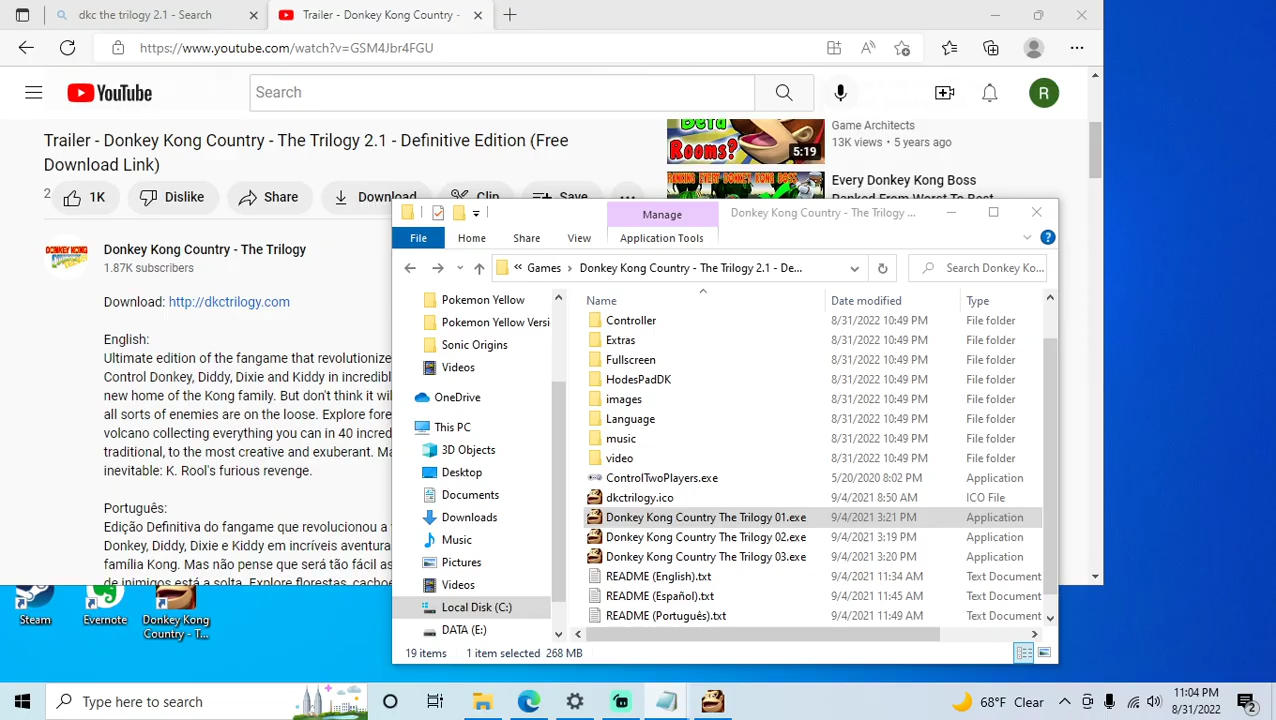 dkc the trilogy 2.1 - Search
Trailer - Donkey Kong Country -
https://www.youtube.com/watch?v=GSM4Jbr4FGU
YouTube
Search
R
Trailer - Donkey Kong Country - The Trilogy 2.1 - Definitive Edition (Free
Download Link)
2
1K
Dislike
Share
Download
Clip
Save
Beta
Rooms?
5:19
Game Architects
13K views • 5 years ago
Every Donkey Kong Boss
Ranked From Worst To Best
Donkey Kong Country - The Trilogy
1.87K subscribers
Download: http://dkctrilogy.com
English:
Ultimate edition of the fangame that revolutionize
Control Donkey, Diddy, Dixie and Kiddy in incredibl
new home of the Kong family. But don't think it wil
all sorts of enemies are on the loose. Explore fore
volcano collecting everything you can in 40 incred
traditional, to the most creative and exuberant. Ma
inevitable: K. Rool's furious revenge.
Português:
Edição Definitiva do fangame que revolucionou a
Donkey, Diddy, Dixie e Kiddy em incríveis aventura
família Kong. Mas não pense que será tão fácil as
de inimigos está a solta. Explore florestas, cachoe
Manage
Donkey Kong Country - The Trilogy ...
File
Home
Share
View
Application Tools
« Games › Donkey Kong Country - The Trilogy 2.1 - De...
Search Donkey Ko...
Pokemon Yellow
Pokemon Yellow Versi
Sonic Origins
Videos
OneDrive
This PC
3D Objects
Desktop
Documents
Downloads
Music
Pictures
Videos
Local Disk (C:)
DATA (E:)
Name Date modified Type
Controller 8/31/2022 10:49 PM File folder
Extras 8/31/2022 10:49 PM File folder
Fullscreen 8/31/2022 10:49 PM File folder
HodesPadDK 8/31/2022 10:49 PM File folder
images 8/31/2022 10:49 PM File folder
Language 8/31/2022 10:49 PM File folder
music 8/31/2022 10:49 PM File folder
video 8/31/2022 10:49 PM File folder
ControlTwoPlayers.exe 5/20/2020 8:02 PM Application
dkctrilogy.ico 9/4/2021 8:50 AM ICO File
Donkey Kong Country The Trilogy 01.exe 9/4/2021 3:21 PM Application
Donkey Kong Country The Trilogy 02.exe 9/4/2021 3:19 PM Application
Donkey Kong Country The Trilogy 03.exe 9/4/2021 3:20 PM Application
README (English).txt 9/4/2021 11:34 AM Text Document
README (Español).txt 9/4/2021 11:45 AM Text Document
README (Português).txt 9/4/2021 11:49 AM Text Document
19 items 1 item selected 268 MB
Steam
Evernote
Donkey Kong
Country - T...
Type here to search
68°F Clear
11:04 PM
8/31/2022
2